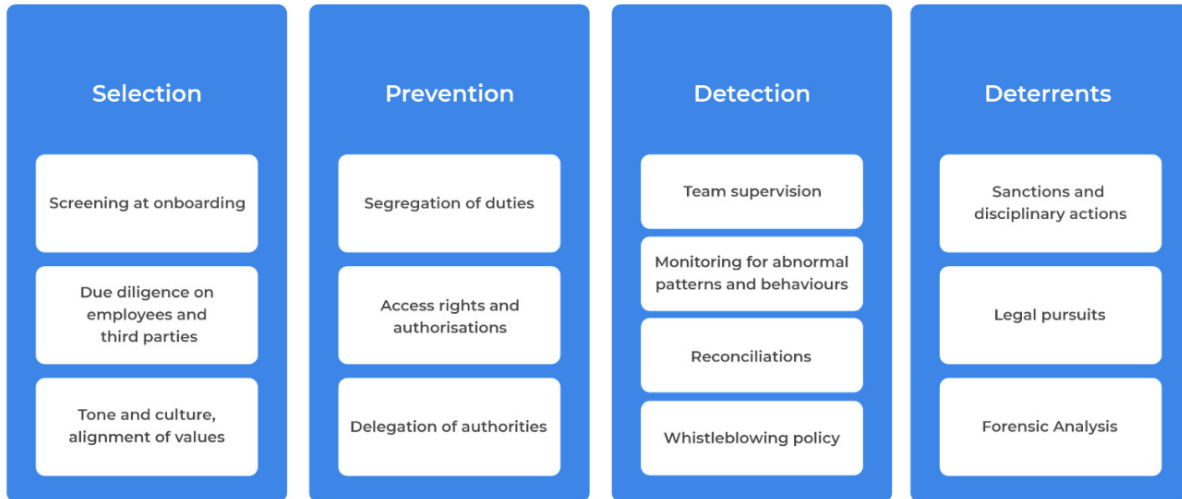 Selection
Screening at onboarding
Due diligence on
employees and
third parties
Tone and culture,
alignment of values
Prevention
Segregation of duties
Access rights and
authorisations
Delegation of authorities
Detection
Team supervision
Monitoring for abnormal
patterns and behaviours
Reconciliations
Whistleblowing policy
Deterrents
Sanctions and
disciplinary actions
Legal pursuits
Forensic Analysis